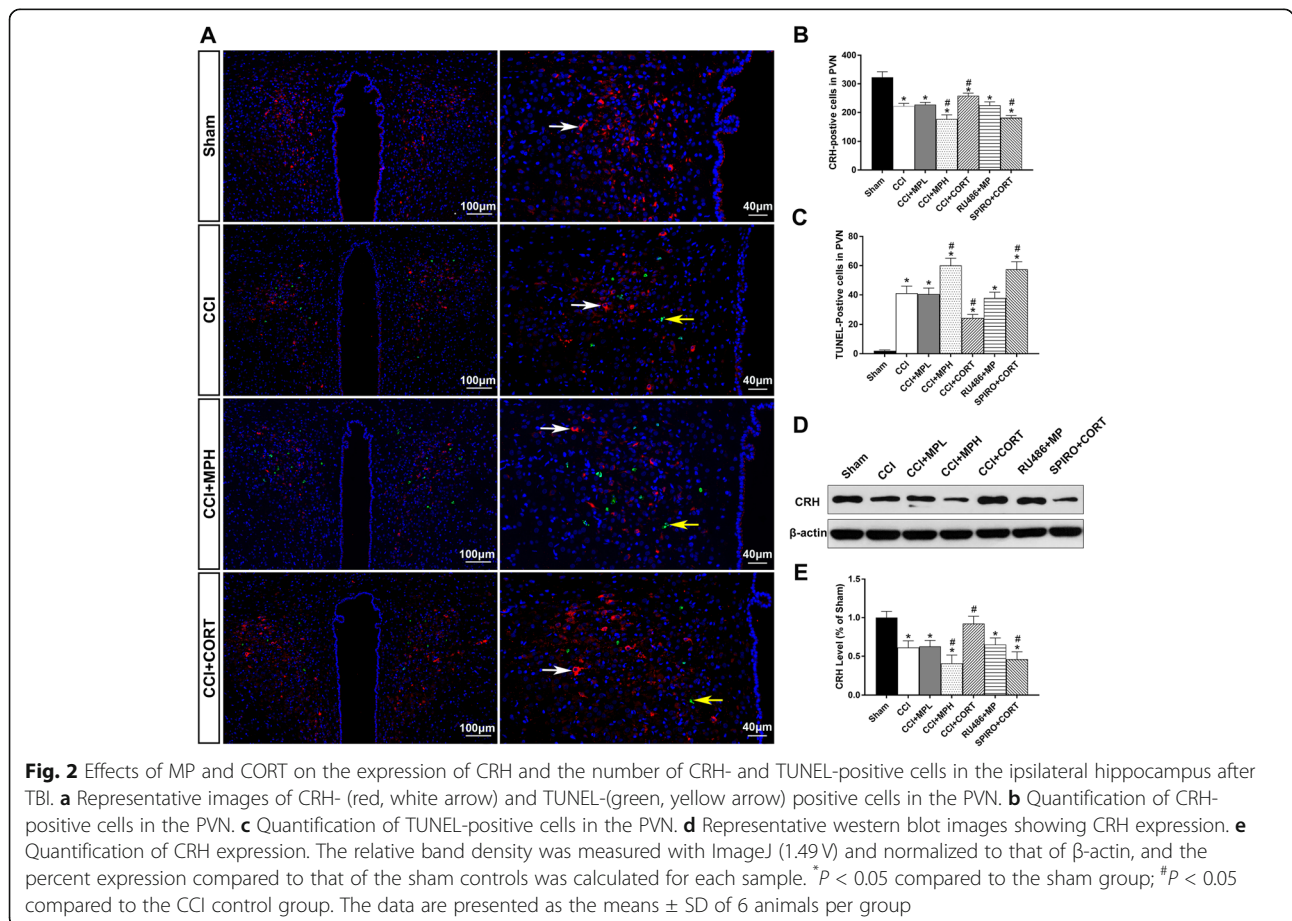 A
Sham
100µm
40µm
CCI
100µm
40µm
CCI+MPH
100µm
40µm
CCI+CORT
100µm
40µm
B
CRH-postive cells in PVN
400
300
200
100
0
* * # * # * * # *
Sham CCI CCI+MPL CCI+MPH CCI+CORT RU486+MP SPIRO+CORT
C
TUNEL-Postive cells in PVN
80
60
40
20
0
* * # * # * * # *
Sham CCI CCI+MPL CCI+MPH CCI+CORT RU486+MP SPIRO+CORT
D
Sham CCI CCI+MPL CCI+MPH CCI+CORT RU486+MP SPIRO+CORT
CRH
β-actin
E
CRH Level (% of Sham)
1.5
1.0
0.5
0.0
* * # * # * # *
Sham CCI CCI+MPL CCI+MPH CCI+CORT RU486+MP SPIRO+CORT
Fig. 2 Effects of MP and CORT on the expression of CRH and the number of CRH- and TUNEL-positive cells in the ipsilateral hippocampus after
TBI. a Representative images of CRH- (red, white arrow) and TUNEL-(green, yellow arrow) positive cells in the PVN. b Quantification of CRH-
positive cells in the PVN. c Quantification of TUNEL-positive cells in the PVN. d Representative western blot images showing CRH expression. e
Quantification of CRH expression. The relative band density was measured with ImageJ (1.49 V) and normalized to that of β-actin, and the
percent expression compared to that of the sham controls was calculated for each sample. *P < 0.05 compared to the sham group; #P < 0.05
compared to the CCI control group. The data are presented as the means ± SD of 6 animals per group